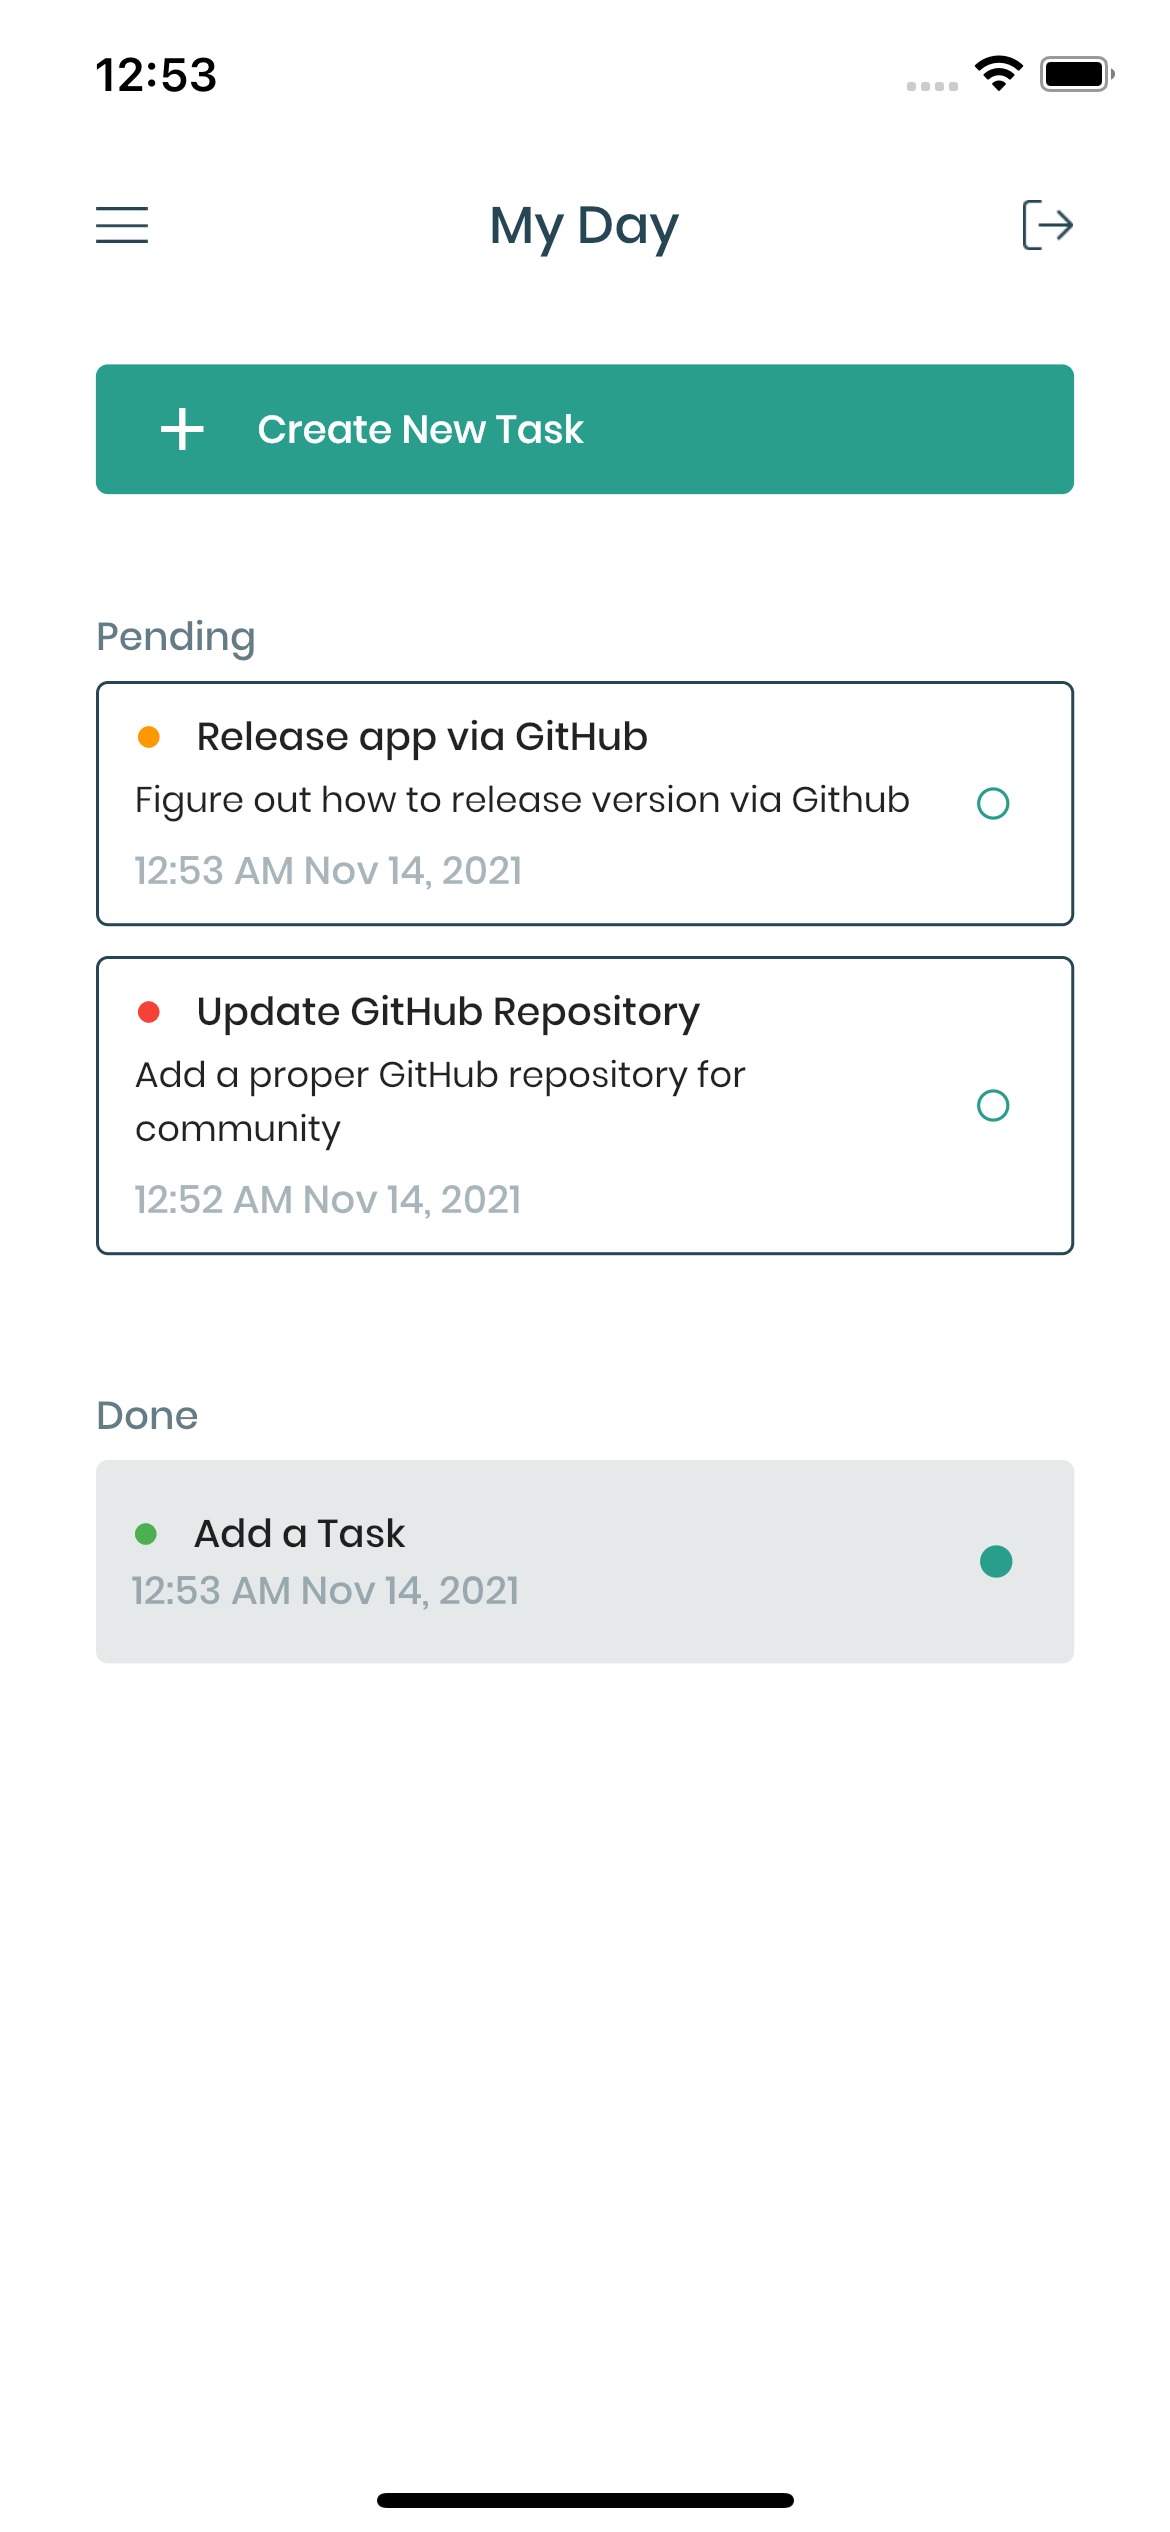 12:53
My Day
Create New Task
Pending
Release app via GitHub
Figure out how to release version via Github
12:53 AM Nov 14, 2021
Update GitHub Repository
Add a proper GitHub repository for
community
12:52 AM Nov 14, 2021
Done
Add a Task
12:53 AM Nov 14, 2021